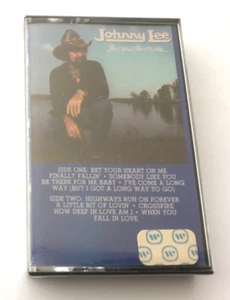 Johnny Lee
SIDE ONE: BET YOUR HEART ON ME
FINALLY FALLIN' • SOMEBODY LIKE YOU
BE THERE FOR ME BABY • I'VE COME A LONG
WAY (BUT I GOT A LONG WAY TO GO)
SIDE TWO: HIGHWAYS RUN ON FOREVER
A LITTLE BIT OF LOVIN' • CROSSFIRE
HOW DEEP IN LOVE AM I • WHEN YOU
FALL IN LOVE